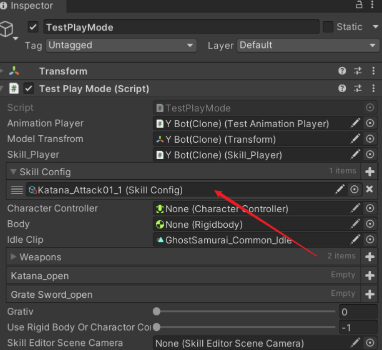 Inspector
TestPlayMode
Static
Tag Untagged Layer Default
Transform
Test Play Mode (Script)
Script TestPlayMode
Animation Player Y Bot(Clone) (Test Animation Player)
Model Transfrom Y Bot(Clone) (Transform)
Skill_Player Y Bot(Clone) (Skill_Player)
Skill Config 1 items
Katana_Attack01_1 (Skill Config)
Character Controller None (Character Controller)
Body None (Rigidbody)
Idle Clip GhostSamurai_Common_Idle
Weapons 2 items
Katana_open Empty
Grate Sword_open Empty
Grativ 0
Use Rigid Body Or Charactor Co -1
Skill Editor Scene Camera None (Skill Editor Scene Camera)